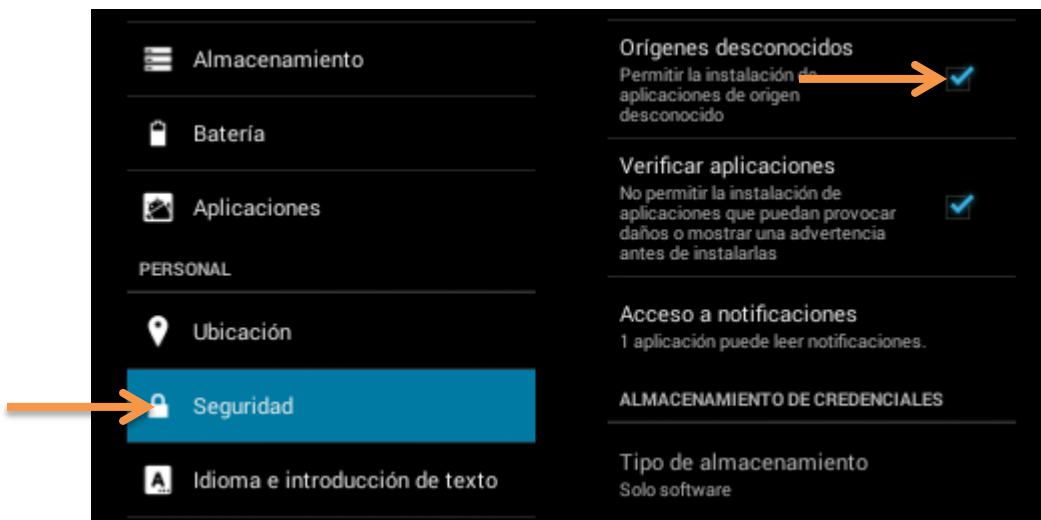 Almacenamiento
Batería
Aplicaciones
PERSONAL
Ubicación
Seguridad
Idioma e introducción de texto
Orígenes desconocidos
Permitir la instalación de
aplicaciones de origen
desconocido
Verificar aplicaciones
No permitir la instalación de
aplicaciones que puedan provocar
daños o mostrar una advertencia
antes de instalarlas
Acceso a notificaciones
1 aplicación puede leer notificaciones.
ALMACENAMIENTO DE CREDENCIALES
Tipo de almacenamiento
Solo software